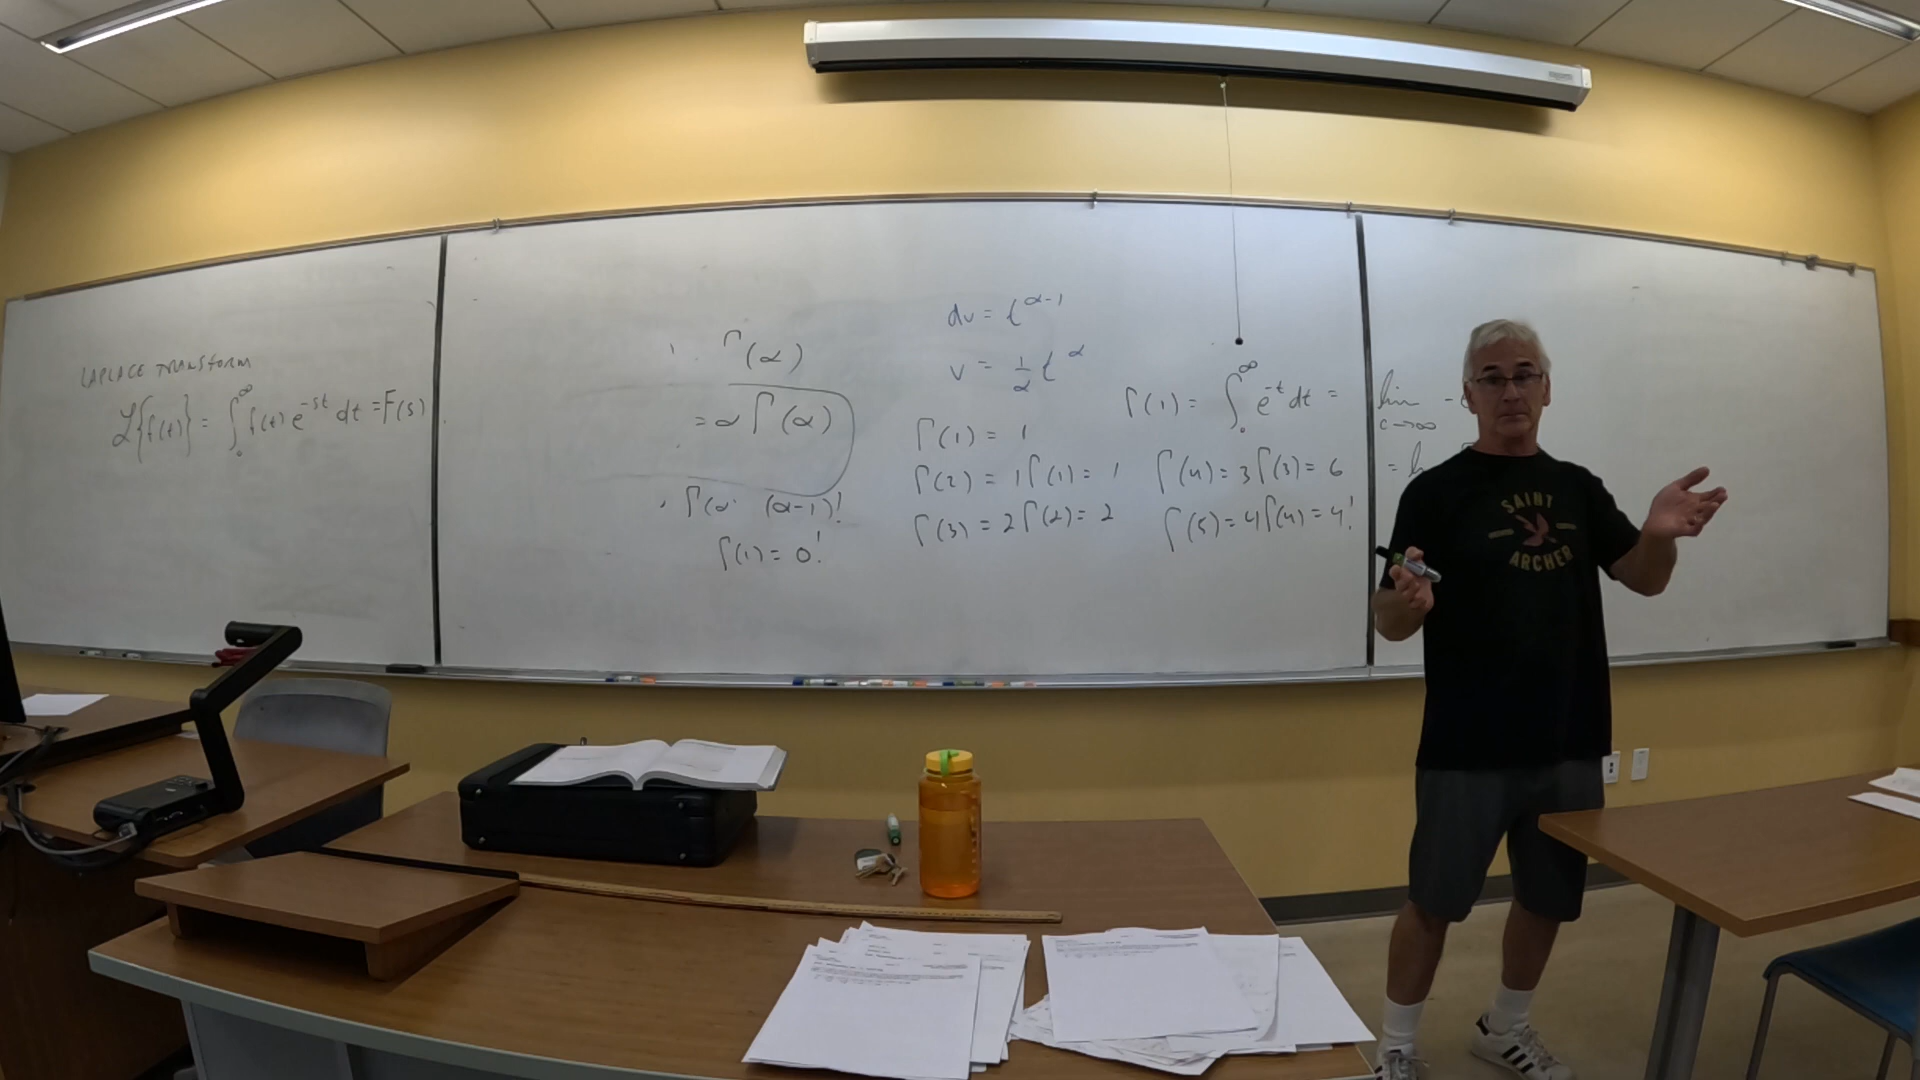 LAPLACE TRANSFORM
ℒ{f(t)} = ∫₀^∞ f(t) e^{-st} dt = F(s)
Γ(α)
= α Γ(α)
Γ(α (α-1)!
Γ(1) = 0!
dv = t^{α-1}
v = 1/α t^α
Γ(1) = 1
Γ(2) = 1Γ(1) = 1
Γ(3) = 2Γ(2) = 2
Γ(1) = ∫₀^∞ e^{-t} dt = lim_{c→∞} -
Γ(4) = 3Γ(3) = 6
Γ(5) = 4Γ(4) = 4!
SAINT
ARCHER